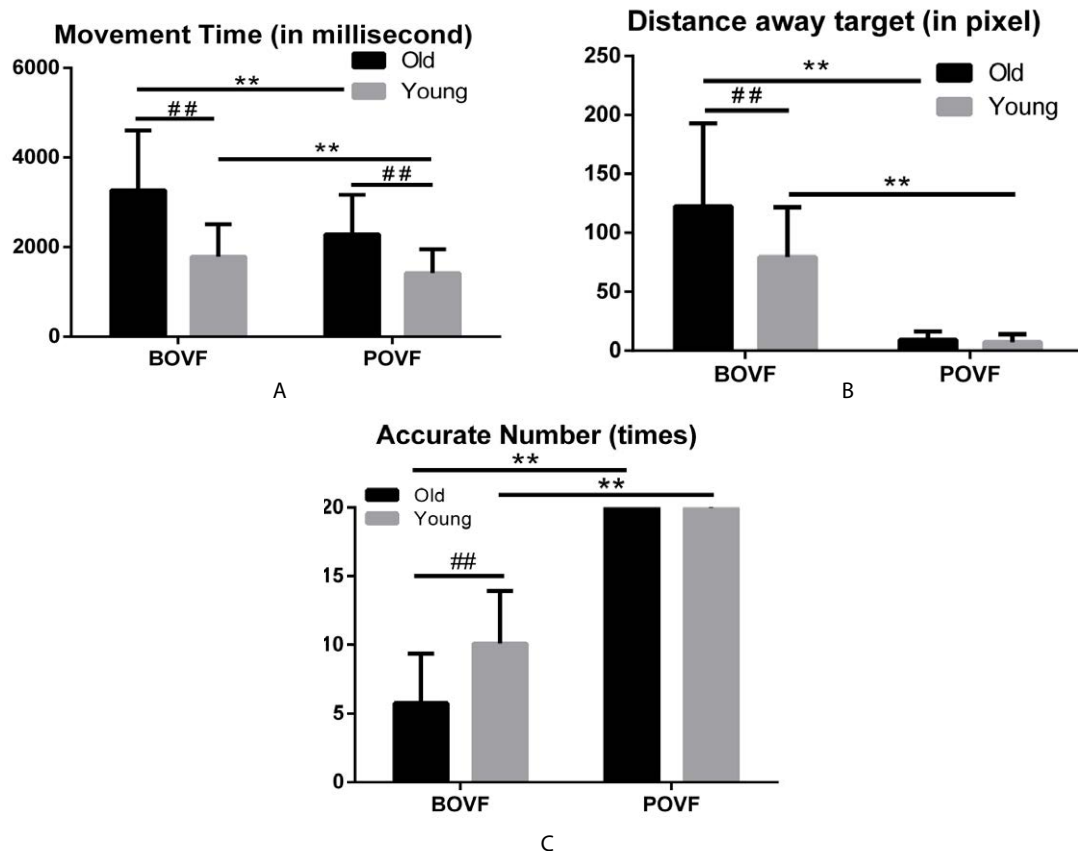 Movement Time (in millisecond)
Old
Young
6000
4000
2000
0
**
##
**
##
BOVF
POVF
A
Distance away target (in pixel)
Old
Young
250
200
150
100
50
0
**
##
**
BOVF
POVF
B
Accurate Number (times)
Old
Young
20
15
10
5
0
**
**
##
BOVF
POVF
C